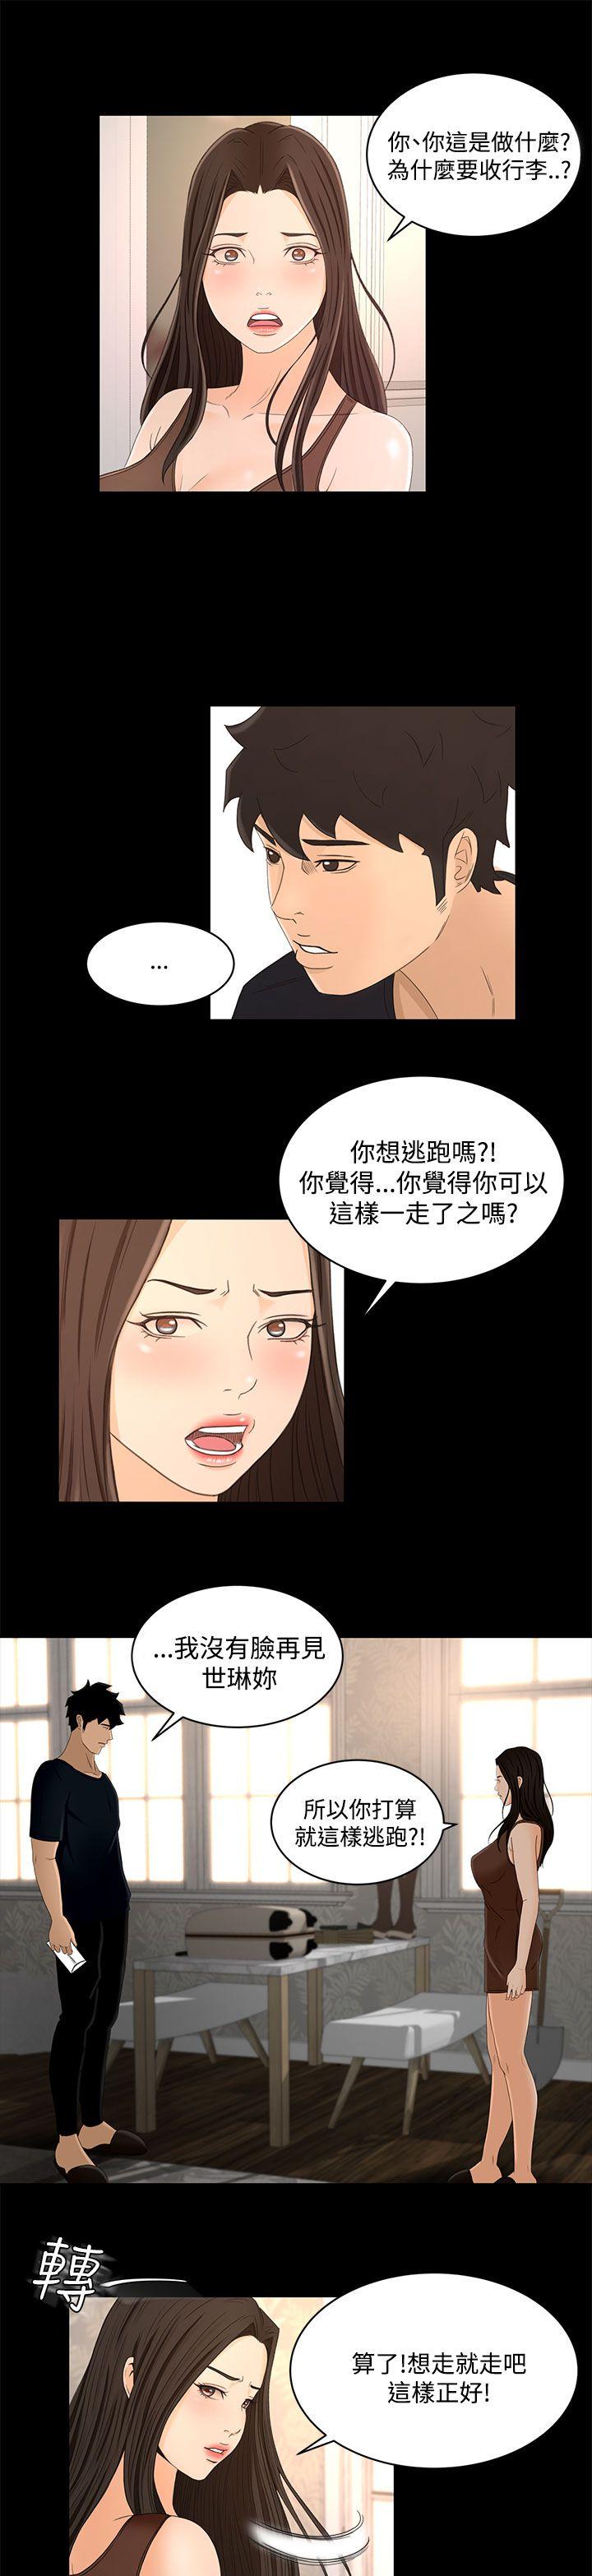 你、你這是做什麼?
為什麼要收行李..?
...
你想逃跑嗎?!
你覺得...你覺得你可以
這樣一走了之嗎?
...我沒有臉再見
世琳妳
所以你打算
就這樣逃跑?!
轉
算了!想走就走吧
這樣正好!